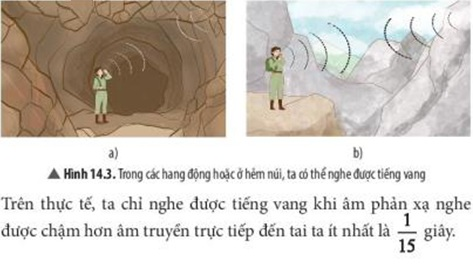 a) b)
▲ Hình 14.3. Trong các hang động hoặc ở hẻm núi, ta có thể nghe được tiếng vang
Trên thực tế, ta chỉ nghe được tiếng vang khi âm phản xạ nghe
được chậm hơn âm truyền trực tiếp đến tai ta ít nhất là 1/15 giây.